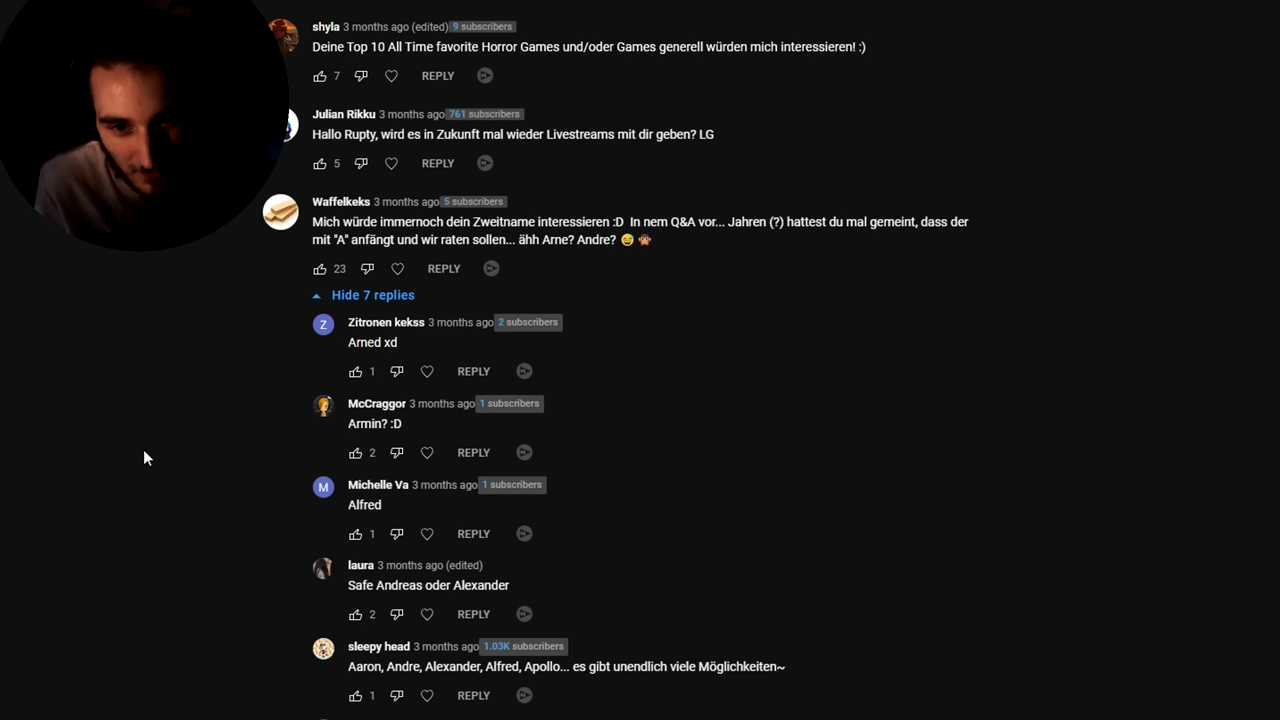 shyla 3 months ago (edited) 9 subscribers
Deine Top 10 All Time favorite Horror Games und/oder Games generell würden mich interessieren! :)
7 REPLY
Julian Rikku 3 months ago 761 subscribers
Hallo Rupty, wird es in Zukunft mal wieder Livestreams mit dir geben? LG
5 REPLY
Waffelkeks 3 months ago 5 subscribers
Mich würde immernoch dein Zweitname interessieren :D In nem Q&A vor... Jahren (?) hattest du mal gemeint, dass der
mit "A" anfängt und wir raten sollen... ähh Arne? Andre? 😅 🙊
23 REPLY
Hide 7 replies
Z
Zitronen kekss 3 months ago 2 subscribers
Arned xd
1 REPLY
McCraggor 3 months ago 1 subscribers
Armin? :D
2 REPLY
M
Michelle Va 3 months ago 1 subscribers
Alfred
1 REPLY
laura 3 months ago (edited)
Safe Andreas oder Alexander
2 REPLY
sleepy head 3 months ago 1.03K subscribers
Aaron, Andre, Alexander, Alfred, Apollo... es gibt unendlich viele Möglichkeiten~
1 REPLY